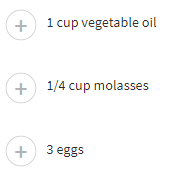 1 cup vegetable oil
1/4 cup molasses
3 eggs